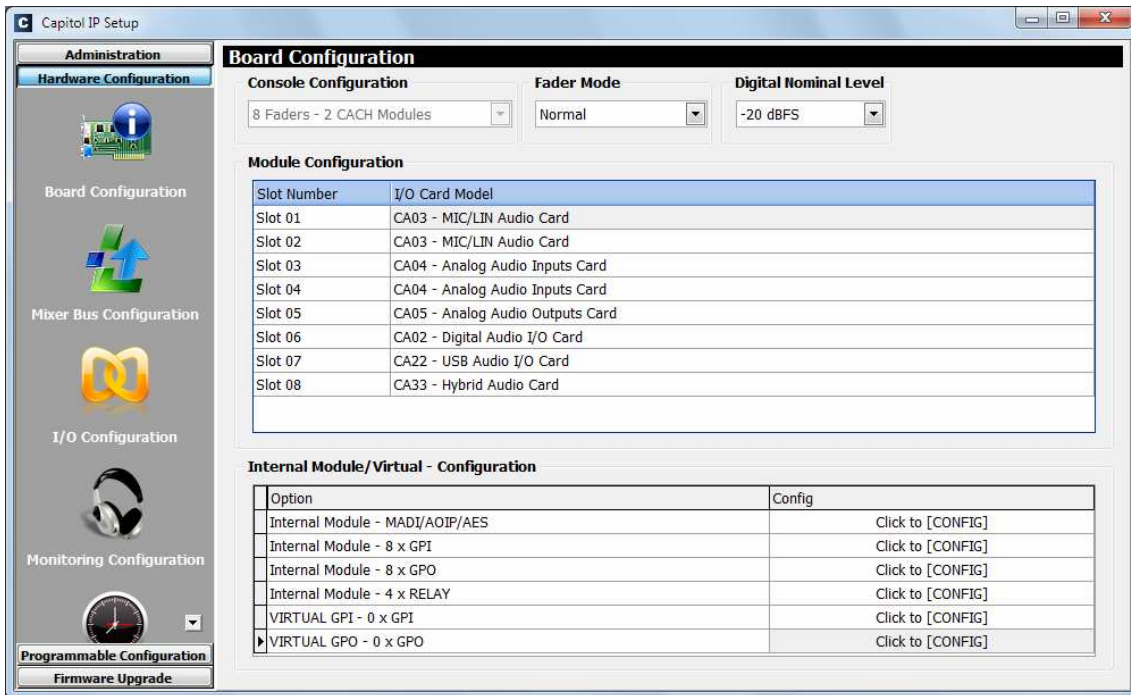 C Capitol IP Setup
Administration
Hardware Configuration
Board Configuration
Mixer Bus Configuration
I/O Configuration
Monitoring Configuration
Programmable Configuration
Firmware Upgrade
Board Configuration
Console Configuration
8 Faders - 2 CACH Modules
Fader Mode
Normal
Digital Nominal Level
-20 dBFS
Module Configuration
Slot Number I/O Card Model
Slot 01 CA03 - MIC/LIN Audio Card
Slot 02 CA03 - MIC/LIN Audio Card
Slot 03 CA04 - Analog Audio Inputs Card
Slot 04 CA04 - Analog Audio Inputs Card
Slot 05 CA05 - Analog Audio Outputs Card
Slot 06 CA02 - Digital Audio I/O Card
Slot 07 CA22 - USB Audio I/O Card
Slot 08 CA33 - Hybrid Audio Card
Internal Module/Virtual - Configuration
Option Config
Internal Module - MADI/AOIP/AES Click to [CONFIG]
Internal Module - 8 x GPI Click to [CONFIG]
Internal Module - 8 x GPO Click to [CONFIG]
Internal Module - 4 x RELAY Click to [CONFIG]
VIRTUAL GPI - 0 x GPI Click to [CONFIG]
VIRTUAL GPO - 0 x GPO Click to [CONFIG]